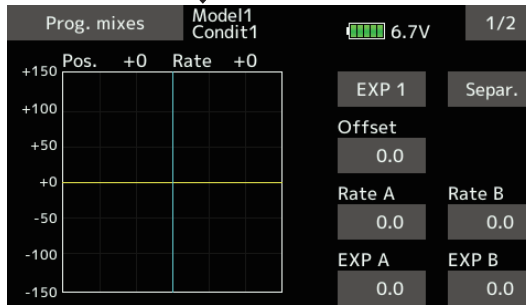 Prog. mixes Model1 6.7V 1/2
Condit1
Pos. +0 Rate +0
+150
+100
+50
+0
-50
-100
-150
EXP 1 Separ.
Offset
0.0
Rate A Rate B
0.0 0.0
EXP A EXP B
0.0 0.0